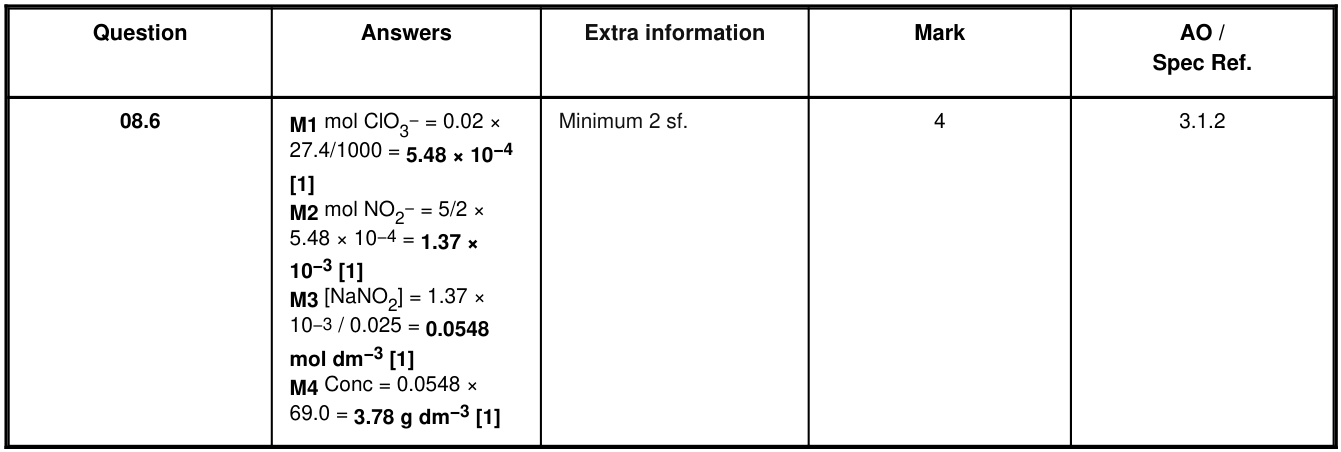 Question Answers Extra information Mark AO /
Spec Ref.
08.6 M1 mol ClO₃⁻ = 0.02 × Minimum 2 sf. 4 3.1.2
27.4/1000 = 5.48 × 10⁻⁴
[1]
M2 mol NO₂⁻ = 5/2 ×
5.48 × 10⁻⁴ = 1.37 ×
10⁻³ [1]
M3 [NaNO₂] = 1.37 ×
10⁻³ / 0.025 = 0.0548
mol dm⁻³ [1]
M4 Conc = 0.0548 ×
69.0 = 3.78 g dm⁻³ [1]